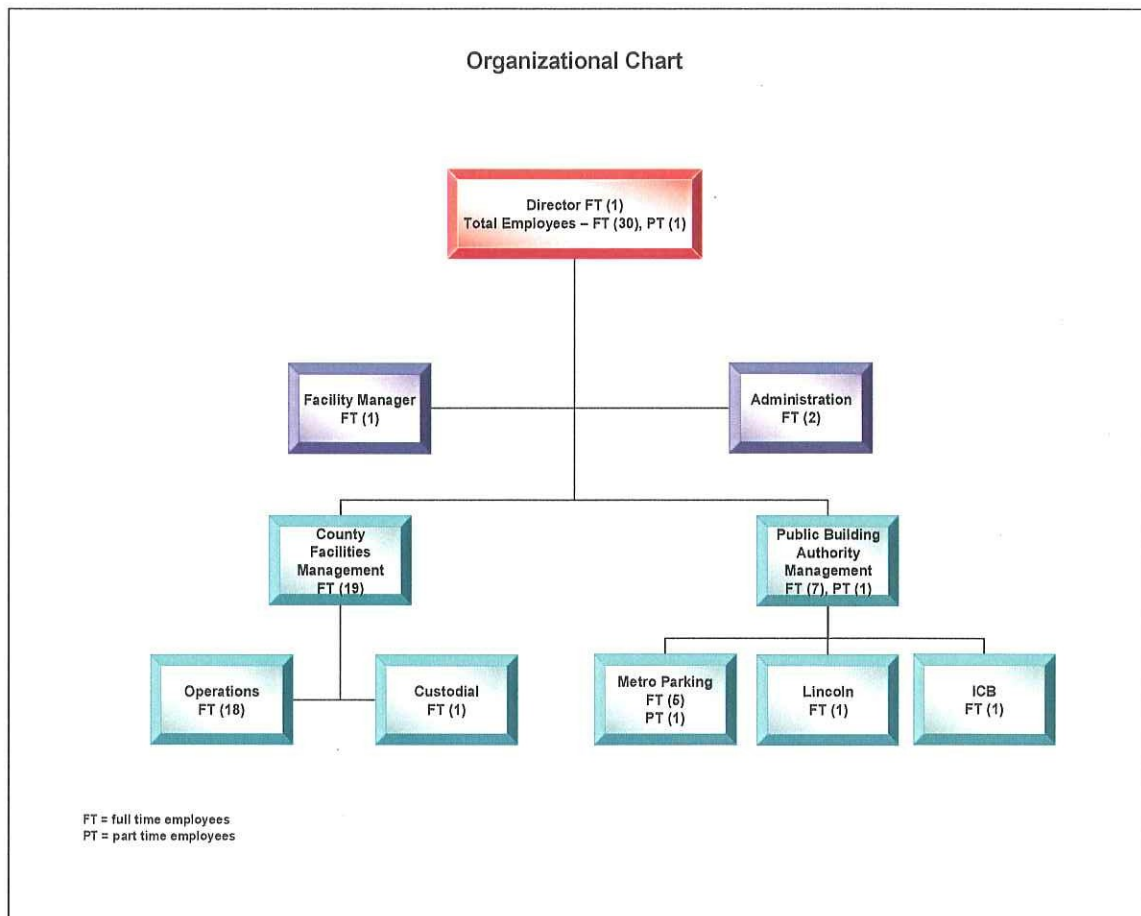 Organizational Chart
Director FT (1)
Total Employees – FT (30), PT (1)
Facility Manager
FT (1)
Administration
FT (2)
County
Facilities
Management
FT (19)
Public Building
Authority
Management
FT (7), PT (1)
Operations
FT (18)
Custodial
FT (1)
Metro Parking
FT (5)
PT (1)
Lincoln
FT (1)
ICB
FT (1)
FT = full time employees
PT = part time employees